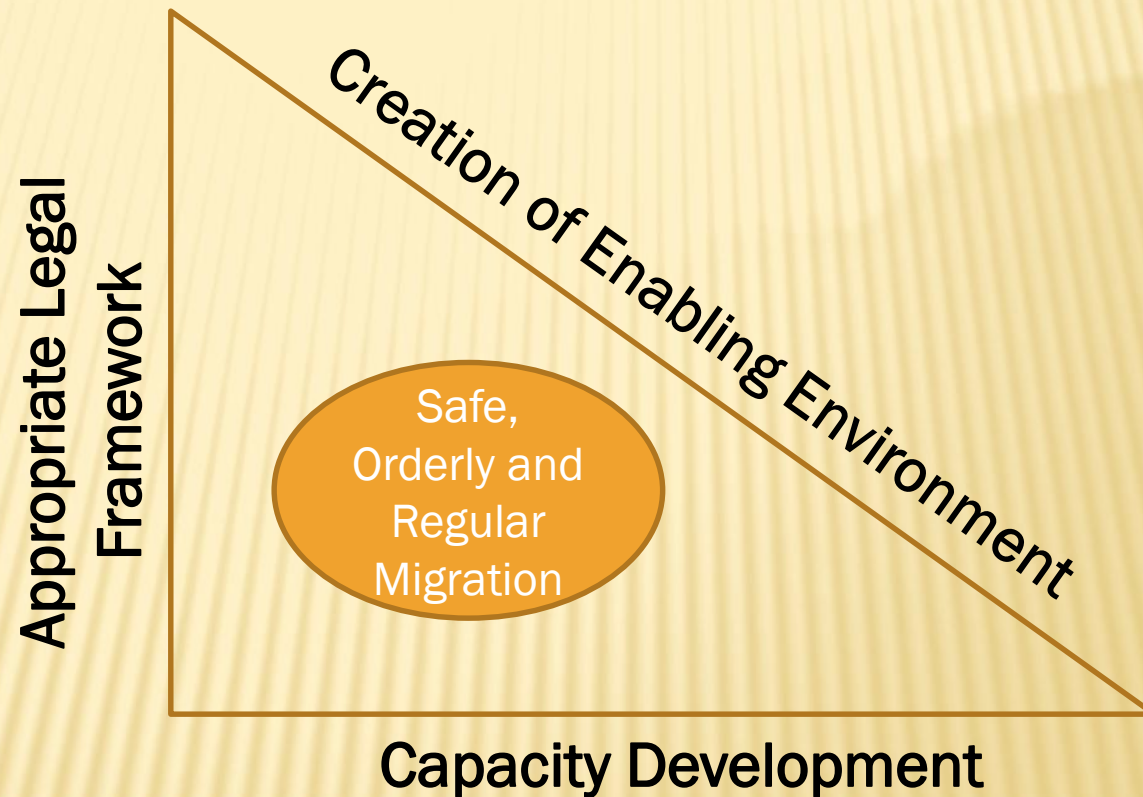 Creation of Enabling Environment
Appropriate Legal
Framework
Safe,
Orderly and
Regular
Migration
Capacity Development